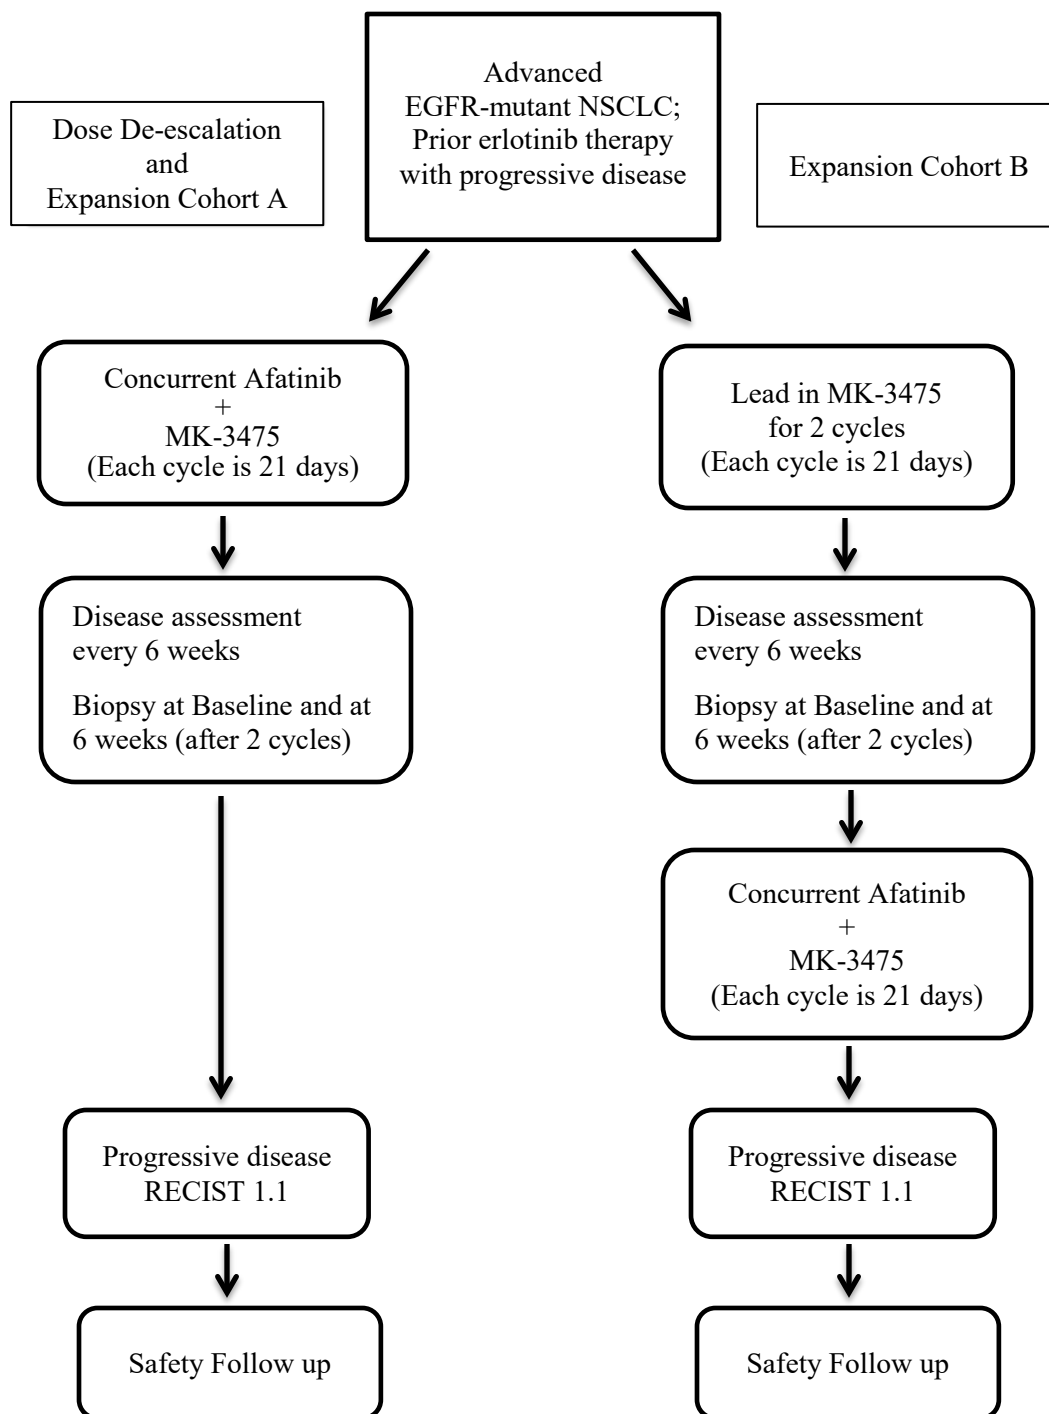 Advanced
EGFR-mutant NSCLC;
Prior erlotinib therapy
with progressive disease
Dose De-escalation
and
Expansion Cohort A
Expansion Cohort B
Concurrent Afatinib
+
MK-3475
(Each cycle is 21 days)
Lead in MK-3475
for 2 cycles
(Each cycle is 21 days)
Disease assessment
every 6 weeks
Biopsy at Baseline and at
6 weeks (after 2 cycles)
Disease assessment
every 6 weeks
Biopsy at Baseline and at
6 weeks (after 2 cycles)
Concurrent Afatinib
+
MK-3475
(Each cycle is 21 days)
Progressive disease
RECIST 1.1
Progressive disease
RECIST 1.1
Safety Follow up
Safety Follow up